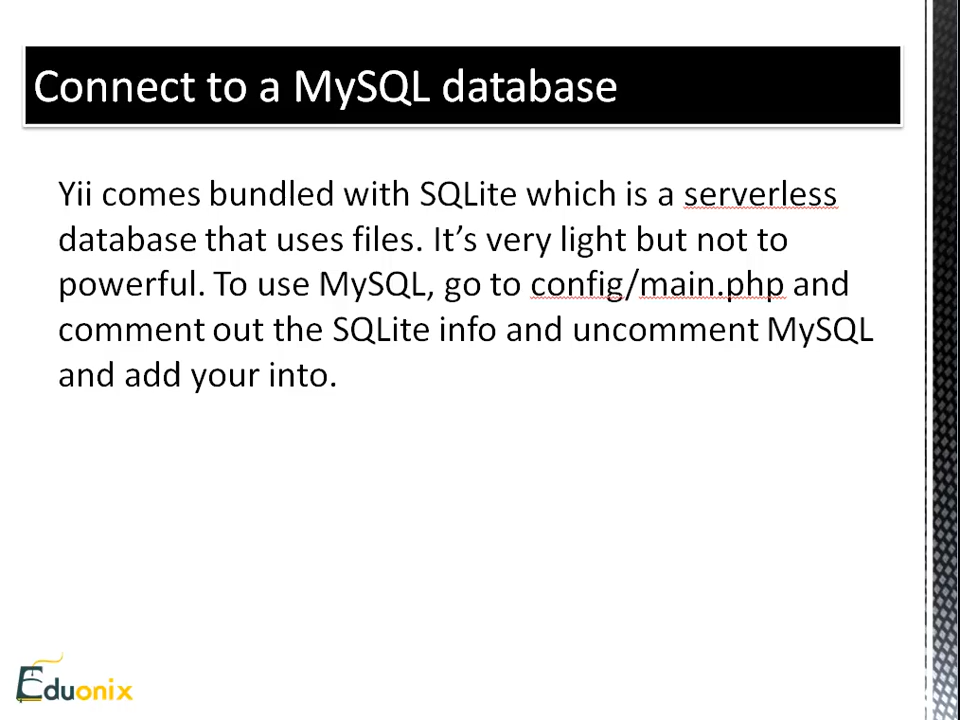 Connect to a MySQL database
Yii comes bundled with SQLite which is a serverless
database that uses files. It’s very light but not to
powerful. To use MySQL, go to config/main.php and
comment out the SQLite info and uncomment MySQL
and add your into.
Eduonix